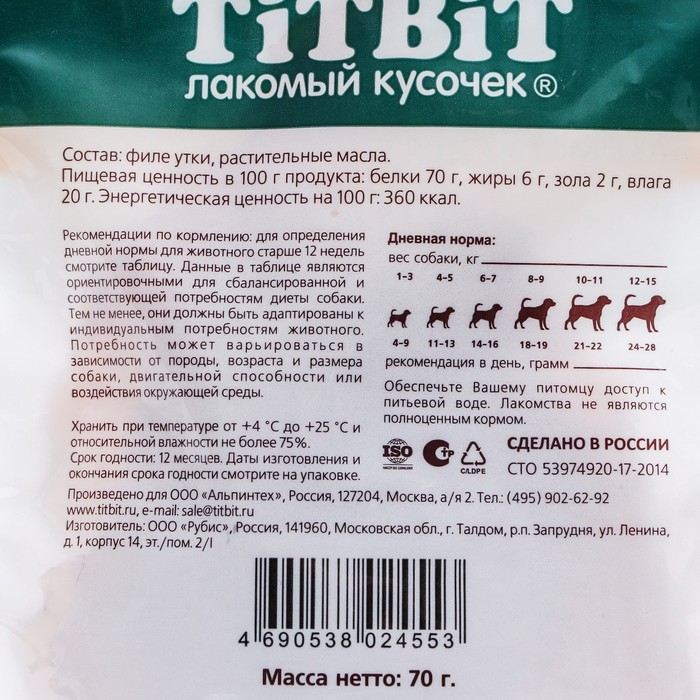 TiTBiT
лакомый кусочек®
Состав: филе утки, растительные масла.
Пищевая ценность в 100 г продукта: белки 70 г, жиры 6 г, зола 2 г, влага
20 г. Энергетическая ценность на 100 г: 360 ккал.
Рекомендации по кормлению: для определения
дневной нормы для животного старше 12 недель
смотрите таблицу. Данные в таблице являются
ориентировочными для сбалансированной и
соответствующей потребностям диеты собаки.
Тем не менее, они должны быть адаптированы к
индивидуальным потребностям животного.
Потребность может варьироваться в
зависимости от породы, возраста и размера
собаки, двигательной способности или
воздействия окружающей среды.
Дневная норма:
вес собаки, кг
1–3 4–5 6–7 8–9 10–11 12–15
4–9 11–13 14–16 18–19 21–22 24–28
рекомендация в день, грамм
Обеспечьте Вашему питомцу доступ к
питьевой воде. Лакомства не являются
полноценным кормом.
Хранить при температуре от +4 °С до +25 °С и
относительной влажности не более 75%.
Срок годности: 12 месяцев. Даты изготовления и
окончания срока годности смотрите на упаковке.
ISO
C/LDPE
СДЕЛАНО В РОССИИ
СТО 53974920-17-2014
Произведено для ООО «Альпинтех», Россия, 127204, Москва, а/я 2. Тел.: (495) 902-62-92
www.titbit.ru, e-mail: sale@titbit.ru
Изготовитель: ООО «Рубис», Россия, 141960, Московская обл., г. Талдом, р.п. Запрудня, ул. Ленина,
д. 1, корпус 14, эт./пом. 2/I
4 690538 024553
Масса нетто: 70 г.